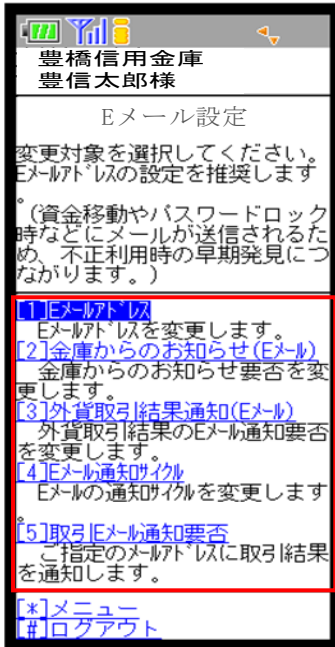 豊橋信用金庫
豊信太郎様
Eメール設定
変更対象を選択してください。
Eメールアドレスの設定を推奨します
。
（資金移動やパスワードロック
時などにメールが送信されるた
め、不正利用時の早期発見につ
ながります。）
[1]Eメールアドレス
Eメールアドレスを変更します。
[2]金庫からのお知らせ(Eメール)
金庫からのお知らせ要否を変
更します。
[3]外貨取引結果通知(Eメール)
外貨取引結果のEメール通知要否
を変更します。
[4]Eメール通知サイクル
Eメールの通知サイクルを変更します
。
[5]取引Eメール通知要否
ご指定のメールアドレスに取引結果
を通知します。
[*]メニュー
[#]ログアウト